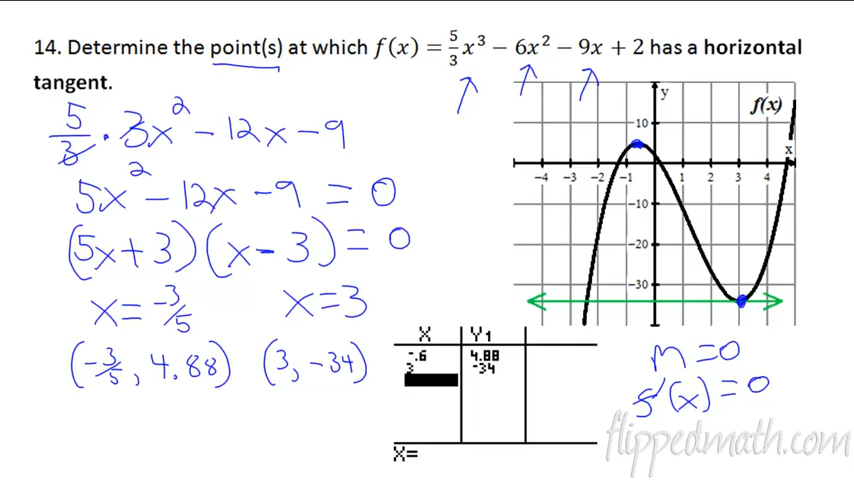 14. Determine the point(s) at which f(x) = 5/3 x³ − 6x² − 9x + 2 has a horizontal
tangent.
5/3 · 3x² − 12x − 9
5x² − 12x − 9 = 0
(5x + 3)(x − 3) = 0
x = −3/5 x = 3
(−3/5, 4.88) (3, −34)
y
f(x)
x
10
−10
−20
−30
−4 −3 −2 −1 1 2 3 4
X Y1
-.6 4.88
3 -34
X=
m = 0
f'(x) = 0
flippedmath.com